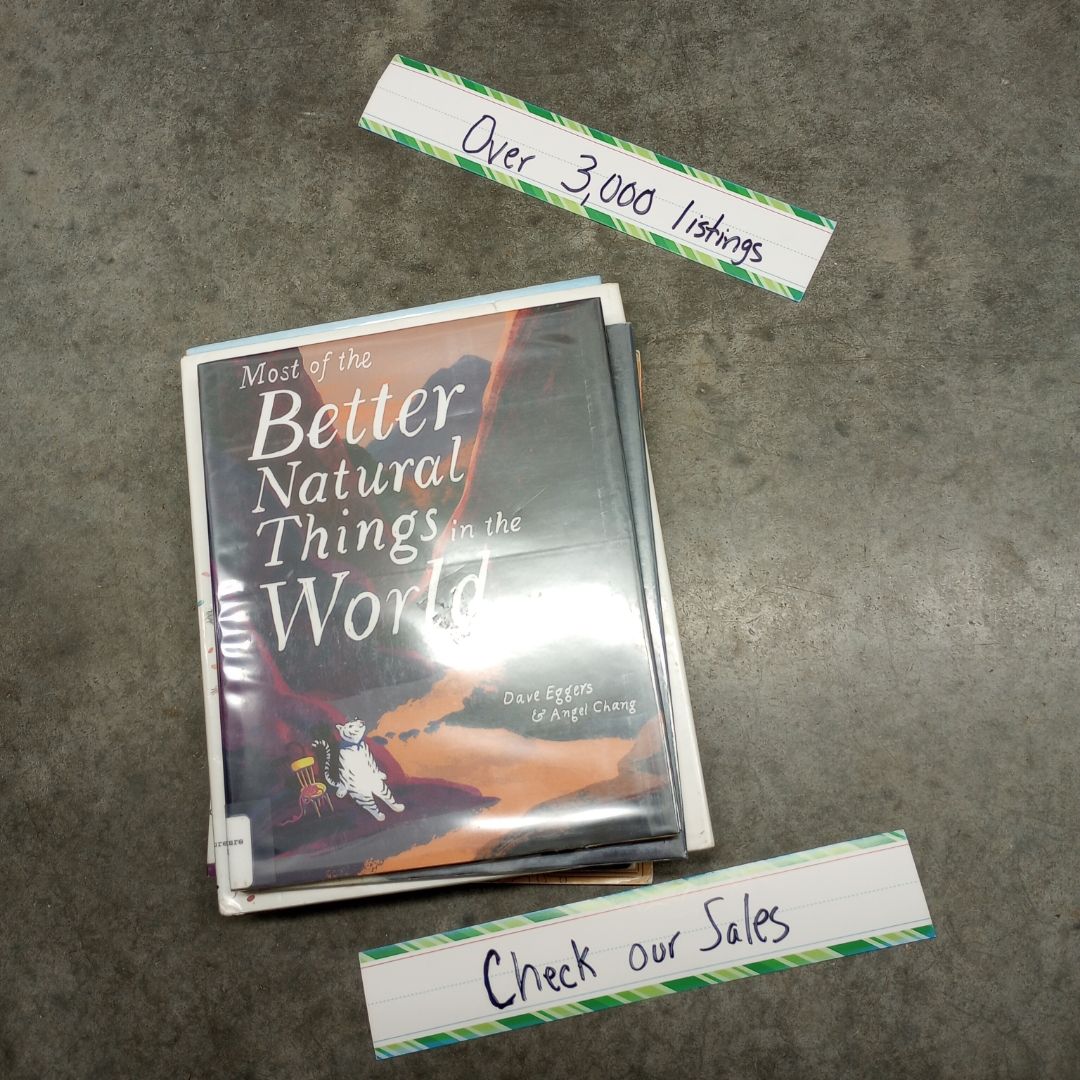 Over 3,000 listings
Most of the
Better
Natural
Things in the
World
Dave Eggers
& Angel Chang
Check our Sales